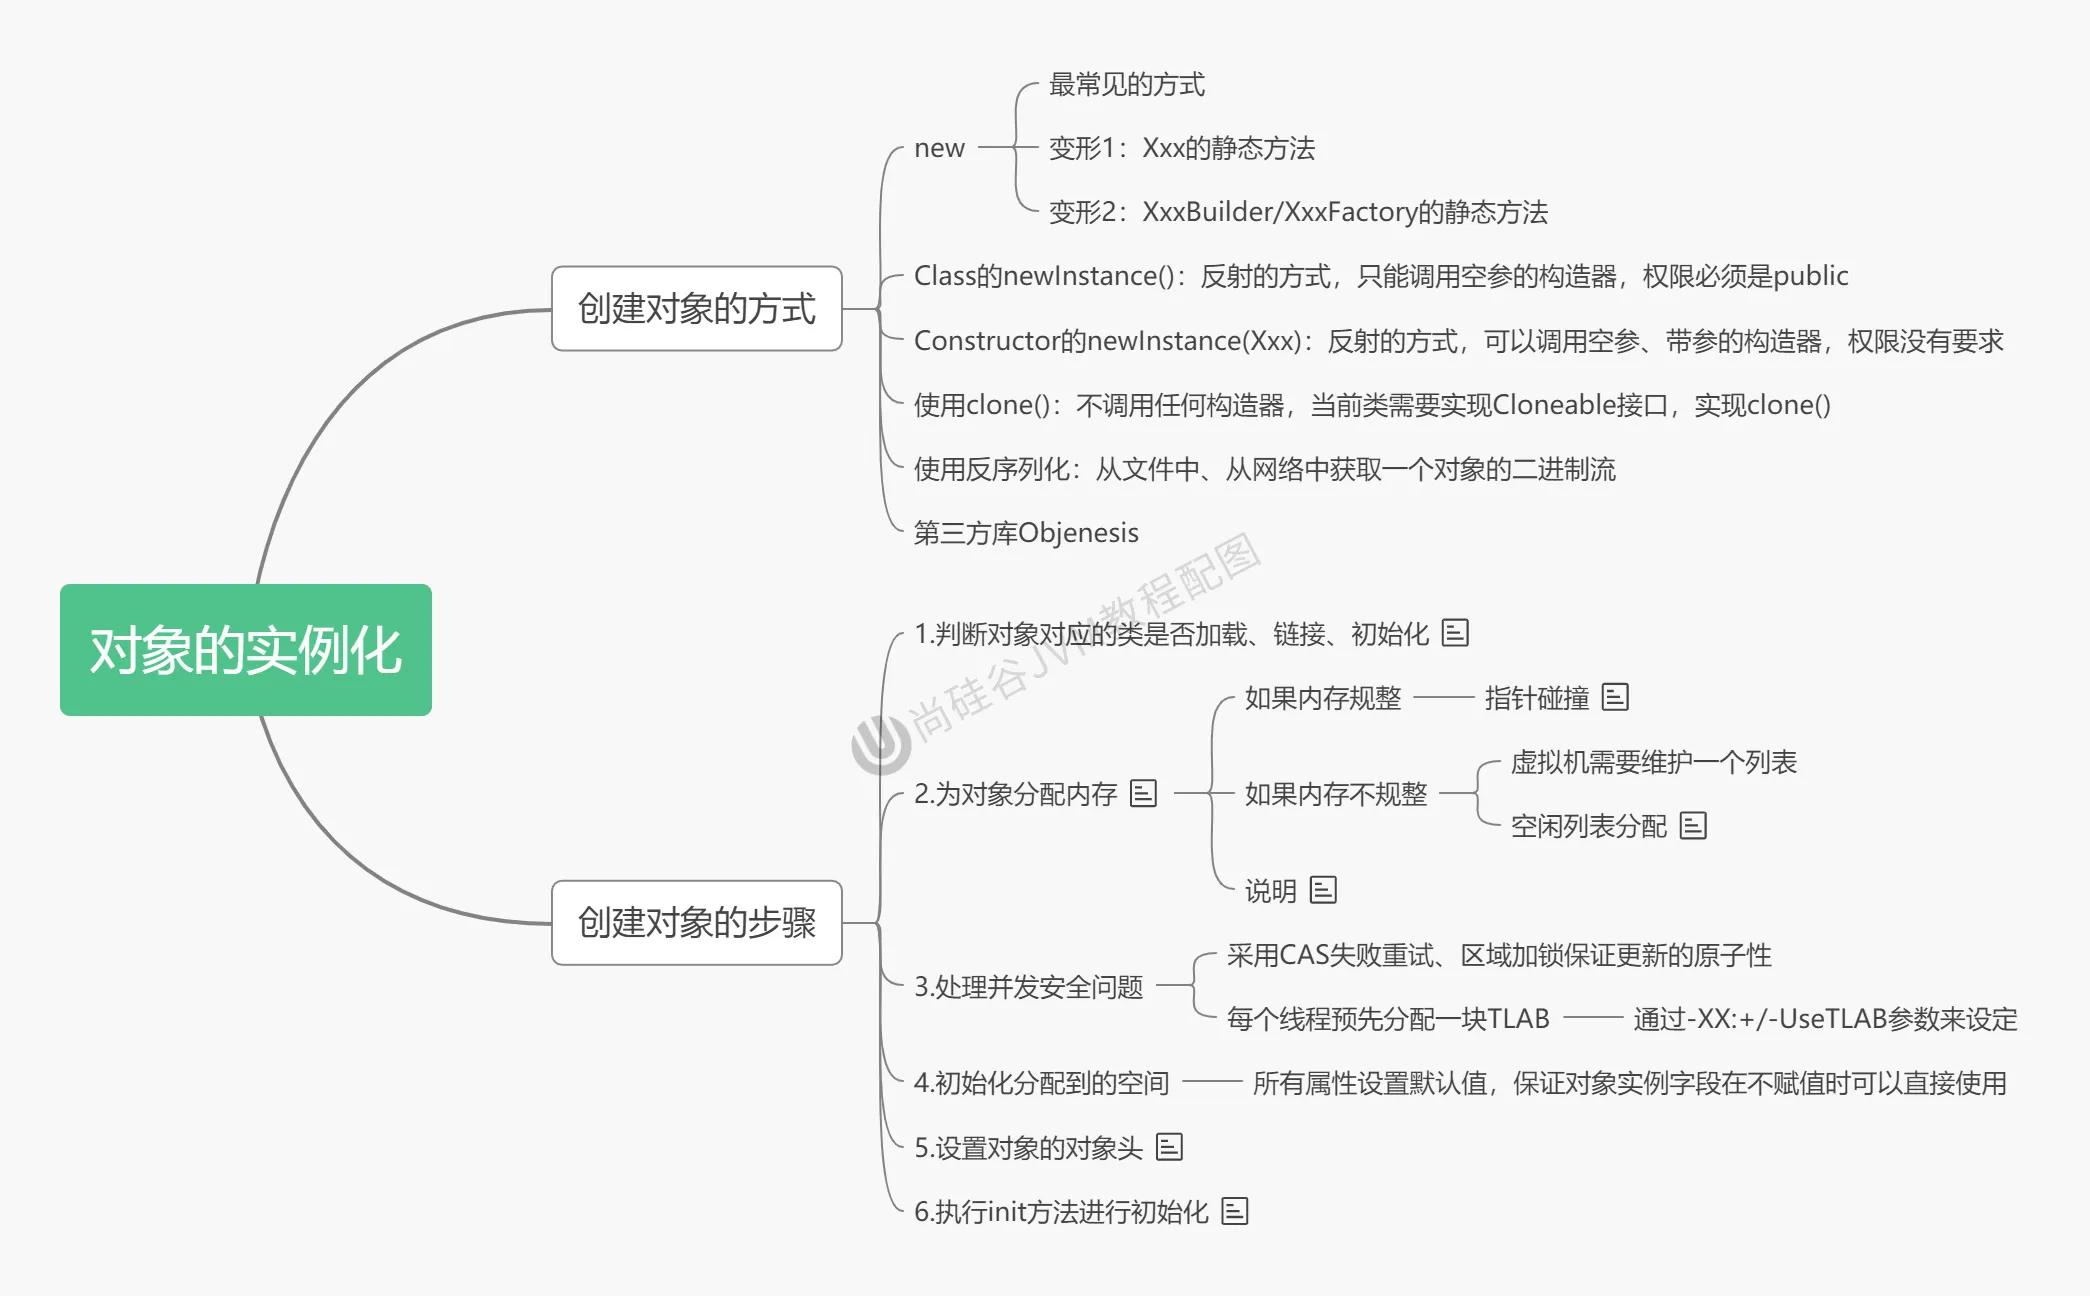 对象的实例化
创建对象的方式
new
最常见的方式
变形1：Xxx的静态方法
变形2：XxxBuilder/XxxFactory的静态方法
Class的newInstance()：反射的方式，只能调用空参的构造器，权限必须是public
Constructor的newInstance(Xxx)：反射的方式，可以调用空参、带参的构造器，权限没有要求
使用clone()：不调用任何构造器，当前类需要实现Cloneable接口，实现clone()
使用反序列化：从文件中、从网络中获取一个对象的二进制流
第三方库Objenesis
创建对象的步骤
1.判断对象对应的类是否加载、链接、初始化
2.为对象分配内存
如果内存规整
指针碰撞
如果内存不规整
虚拟机需要维护一个列表
空闲列表分配
说明
3.处理并发安全问题
采用CAS失败重试、区域加锁保证更新的原子性
每个线程预先分配一块TLAB
通过-XX:+/-UseTLAB参数来设定
4.初始化分配到的空间
所有属性设置默认值，保证对象实例字段在不赋值时可以直接使用
5.设置对象的对象头
6.执行init方法进行初始化
尚硅谷JVM教程配图